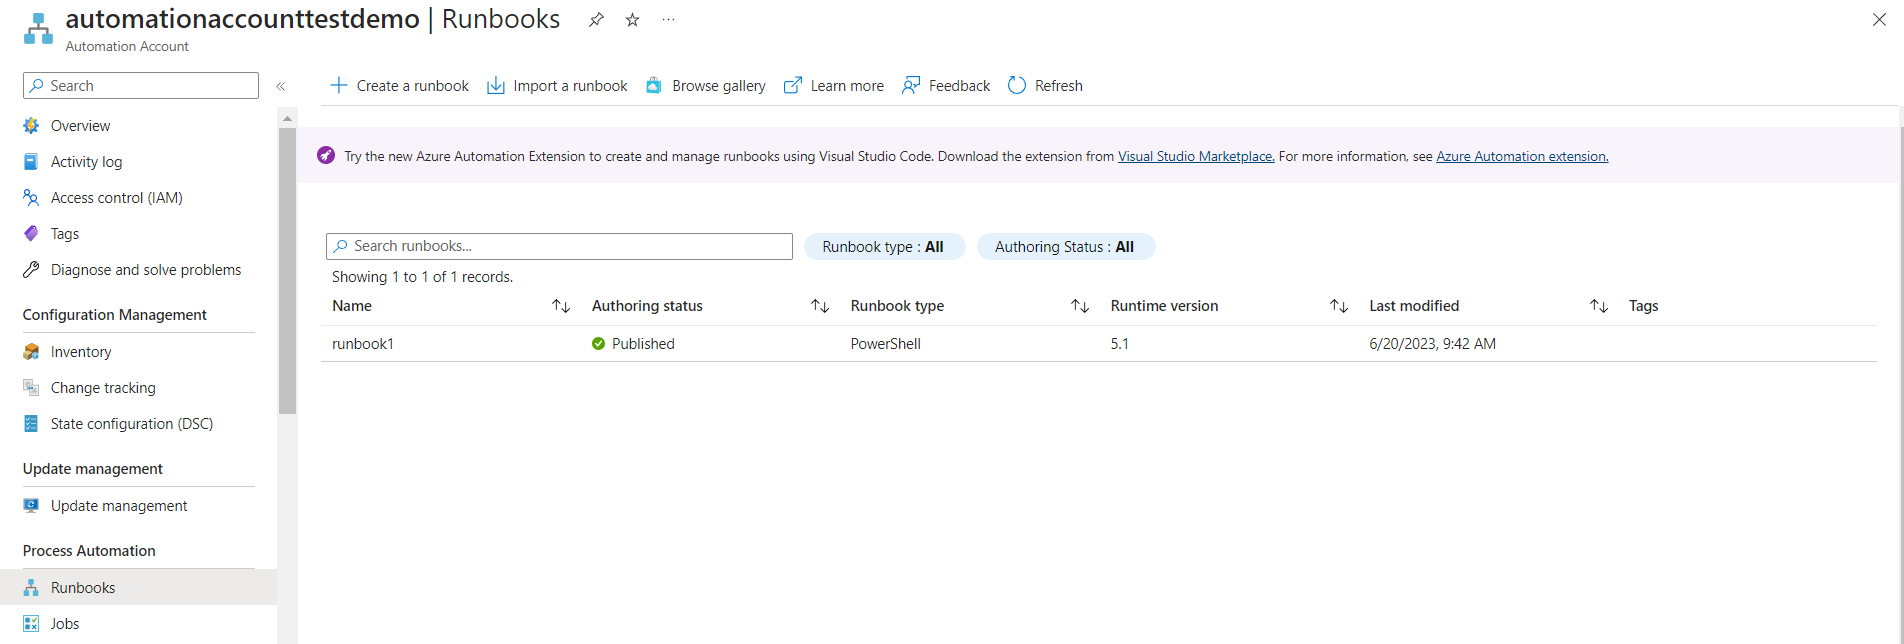 automationaccounttestdemo | Runbooks
Automation Account
Search
Overview
Activity log
Access control (IAM)
Tags
Diagnose and solve problems
Configuration Management
Inventory
Change tracking
State configuration (DSC)
Update management
Update management
Process Automation
Runbooks
Jobs
Create a runbook Import a runbook Browse gallery Learn more Feedback Refresh
Try the new Azure Automation Extension to create and manage runbooks using Visual Studio Code. Download the extension from Visual Studio Marketplace. For more information, see Azure Automation extension.
Search runbooks... Runbook type : All Authoring Status : All
Showing 1 to 1 of 1 records.
Name Authoring status Runbook type Runtime version Last modified Tags
runbook1 Published PowerShell 5.1 6/20/2023, 9:42 AM